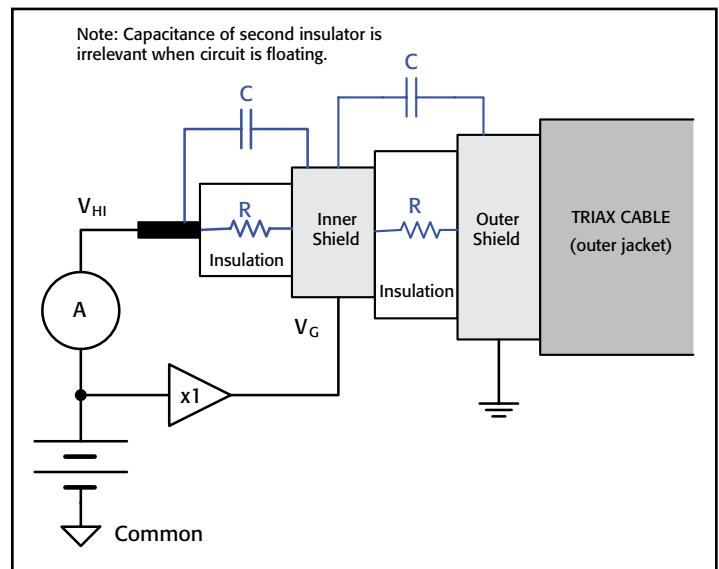 Note: Capacitance of second insulator is
irrelevant when circuit is floating.
C
C
VHI
R
Insulation
Inner
Shield
R
Insulation
Outer
Shield
TRIAX CABLE
(outer jacket)
A
VG
x1
Common